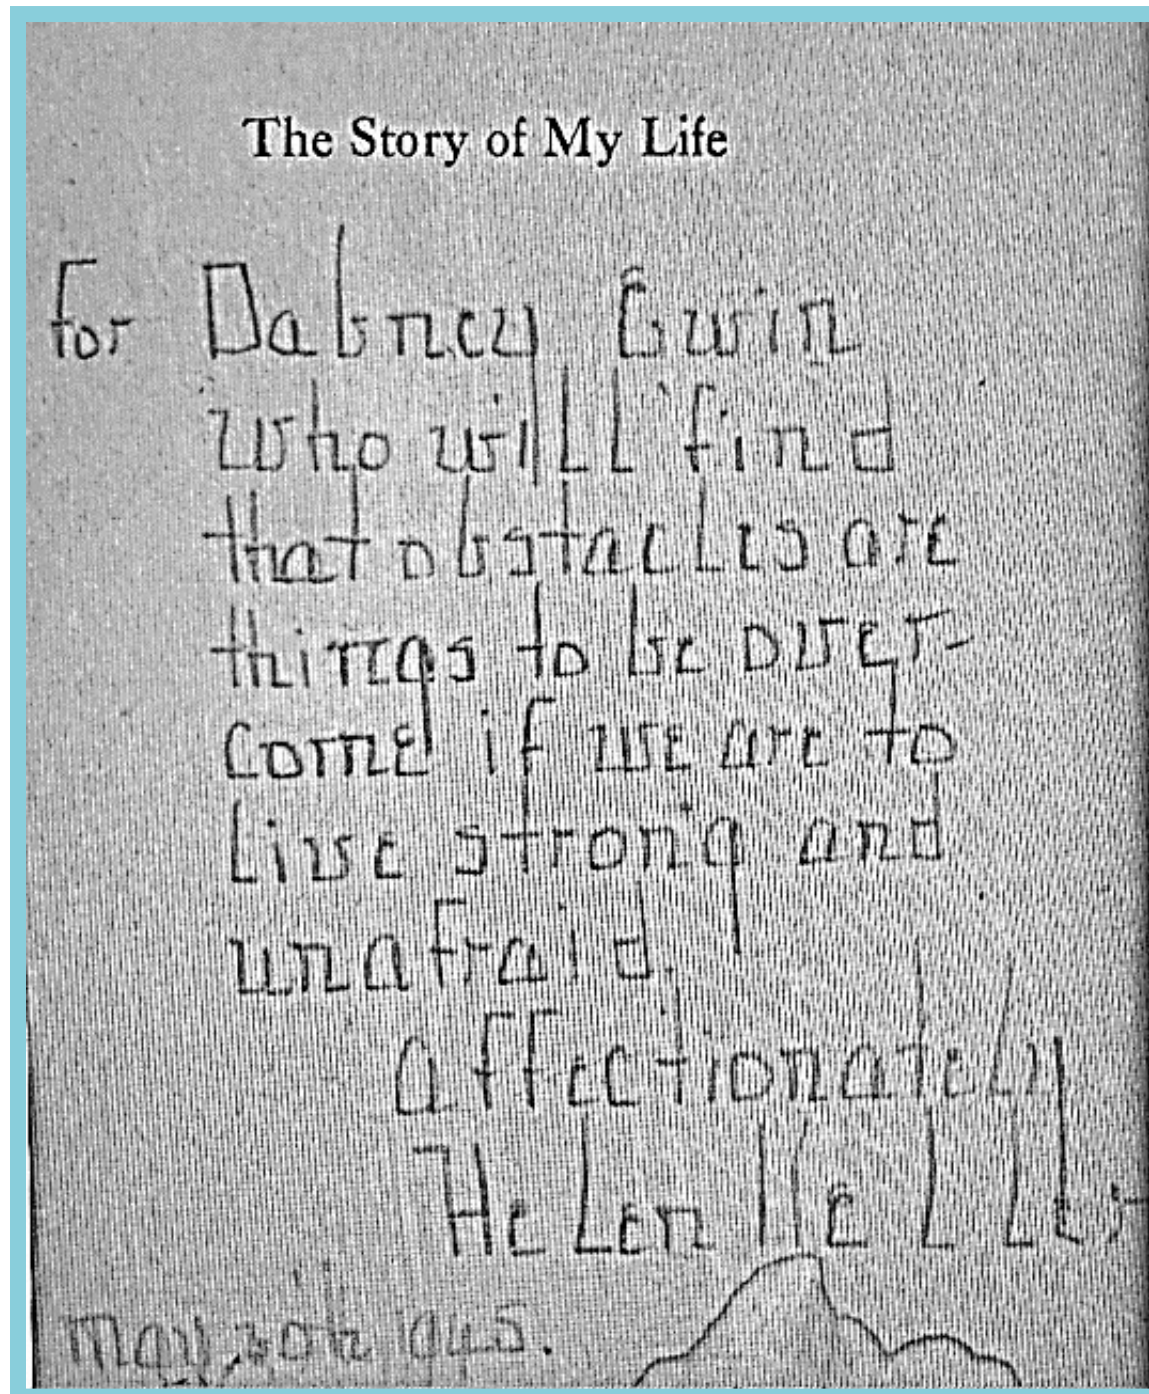 The Story of My Life
For Dabney Gwin
who will find
that obstacles are
things to be over-
come if we are to
live strong and
unafraid.
Affectionately
Helen Keller
May,